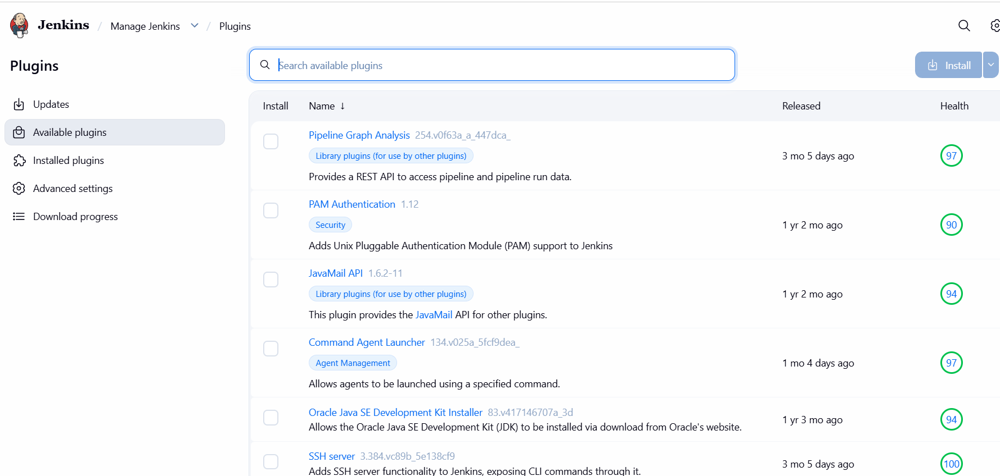 Jenkins / Manage Jenkins / Plugins
Plugins
Updates
Available plugins
Installed plugins
Advanced settings
Download progress
Search available plugins
Install
Install Name ↓ Released Health
Pipeline Graph Analysis 254.v0f63a_a_447dca_
Library plugins (for use by other plugins)
Provides a REST API to access pipeline and pipeline run data.
3 mo 5 days ago
97
PAM Authentication 1.12
Security
Adds Unix Pluggable Authentication Module (PAM) support to Jenkins
1 yr 2 mo ago
90
JavaMail API 1.6.2-11
Library plugins (for use by other plugins)
This plugin provides the JavaMail API for other plugins.
1 yr 2 mo ago
94
Command Agent Launcher 134.v025a_5fcf9dea_
Agent Management
Allows agents to be launched using a specified command.
1 mo 4 days ago
97
Oracle Java SE Development Kit Installer 83.v417146707a_3d
Allows the Oracle Java SE Development Kit (JDK) to be installed via download from Oracle's website.
1 yr 3 mo ago
94
SSH server 3.384.vc89b_5e138cf9
Adds SSH server functionality to Jenkins, exposing CLI commands through it.
3 mo 5 days ago
100